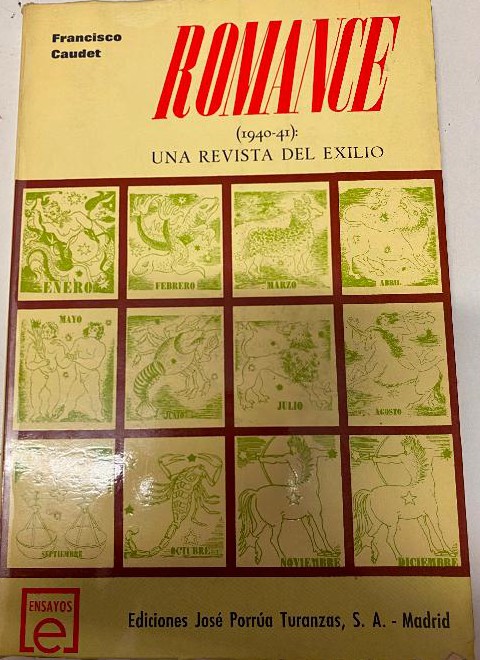 Francisco
Caudet
ROMANCE
(1940-41):
UNA REVISTA DEL EXILIO
ENERO
FEBRERO
MARZO
ABRIL
MAYO
JUNIO
JULIO
AGOSTO
SEPTIEMBRE
OCTUBRE
NOVIEMBRE
DICIEMBRE
ENSAYOS
e
Ediciones José Porrúa Turanzas, S. A. - Madrid